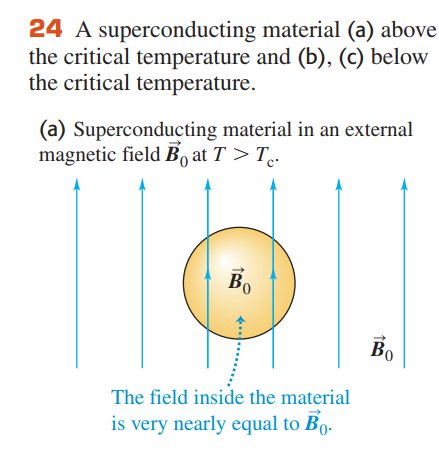 24 A superconducting material (a) above
the critical temperature and (b), (c) below
the critical temperature.
(a) Superconducting material in an external
magnetic field B⃗₀ at T > T꜀.
B⃗₀
B⃗₀
The field inside the material
is very nearly equal to B⃗₀.